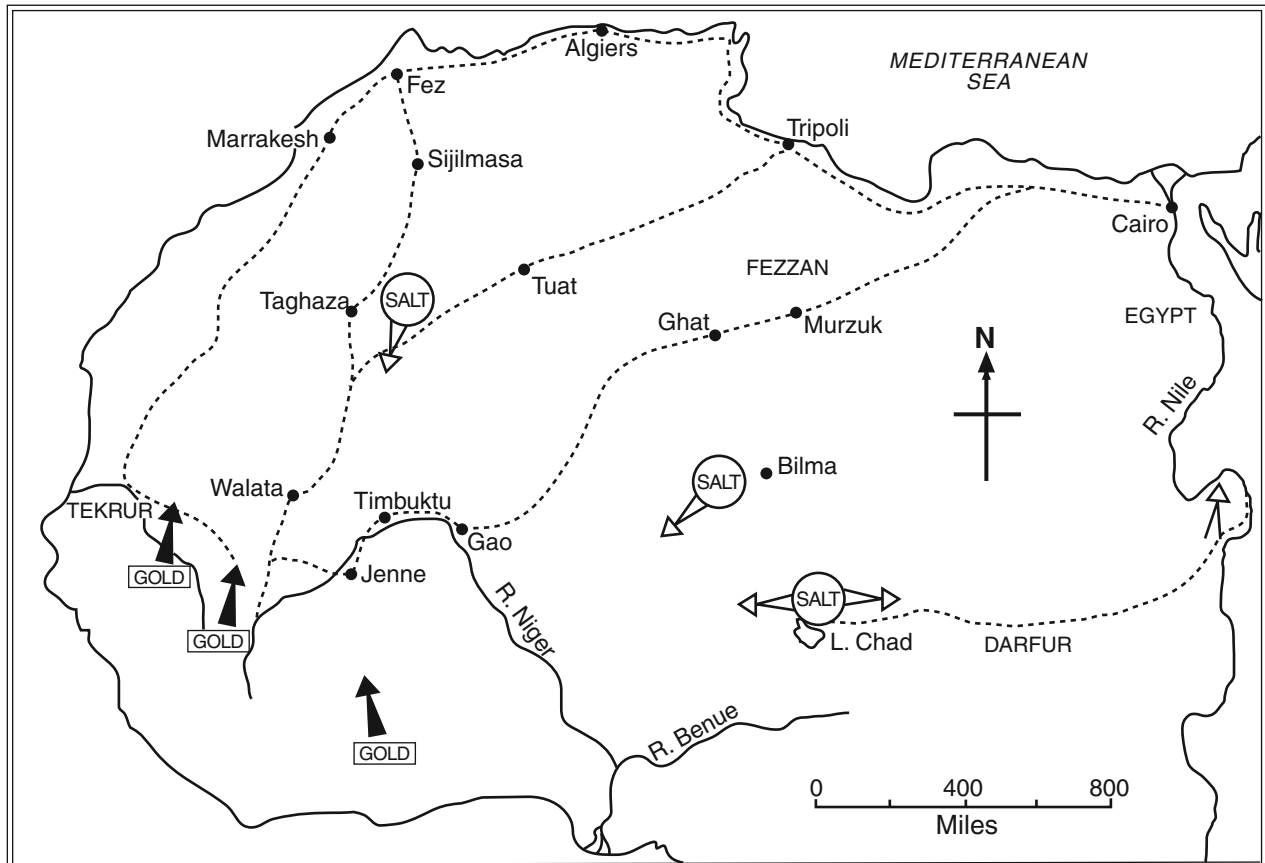 Algiers
MEDITERRANEAN
SEA
Fez
Marrakesh
Tripoli
Sijilmasa
Cairo
FEZZAN
Tuat
Taghaza
SALT
Ghat
Murzuk
EGYPT
N
R. Nile
Bilma
SALT
Walata
Timbuktu
TEKRUR
Gao
GOLD
Jenne
R. Niger
SALT
GOLD
L. Chad
DARFUR
R. Benue
GOLD
0 400 800
Miles